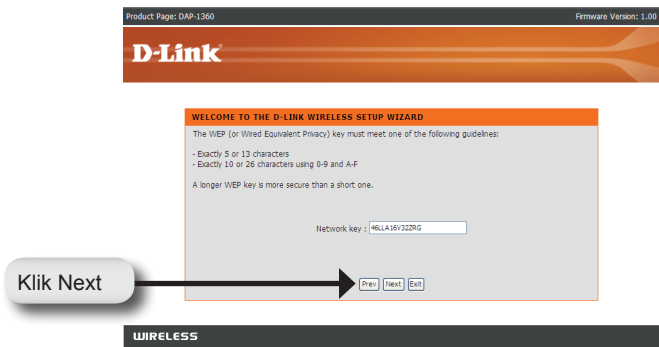 Product Page: DAP-1360 Firmware Version: 1.00
D-Link
WELCOME TO THE D-LINK WIRELESS SETUP WIZARD
The WEP (or Wired Equivalent Privacy) key must meet one of the following guidelines:
- Exactly 5 or 13 characters
- Exactly 10 or 26 characters using 0-9 and A-F
A longer WEP key is more secure than a short one.
Network key : 46LLA16V32ZRG
Klik Next
Prev Next Exit
WIRELESS